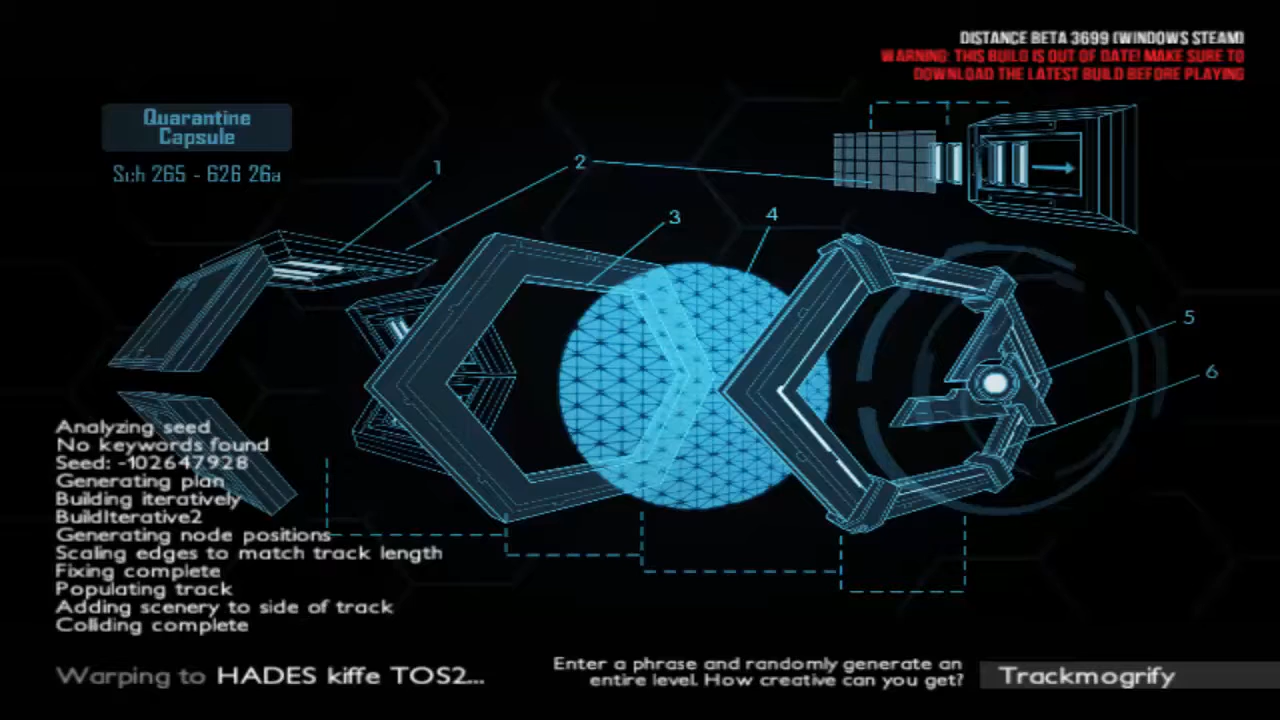 DISTANCE BETA 3699 (WINDOWS STEAM)
WARNING: THIS BUILD IS OUT OF DATE! MAKE SURE TO
DOWNLOAD THE LATEST BUILD BEFORE PLAYING
Quarantine
Capsule
Sch 265 - 626 26a
1
2
3
4
5
6
Analyzing seed
No keywords found
Seed: -102647928
Generating plan
Building iteratively
BuildIterative2
Generating node positions
Scaling edges to match track length
Fixing complete
Populating track
Adding scenery to side of track
Colliding complete
Warping to HADES kiffe TOS2...
Enter a phrase and randomly generate an
entire level. How creative can you get?
Trackmogrify